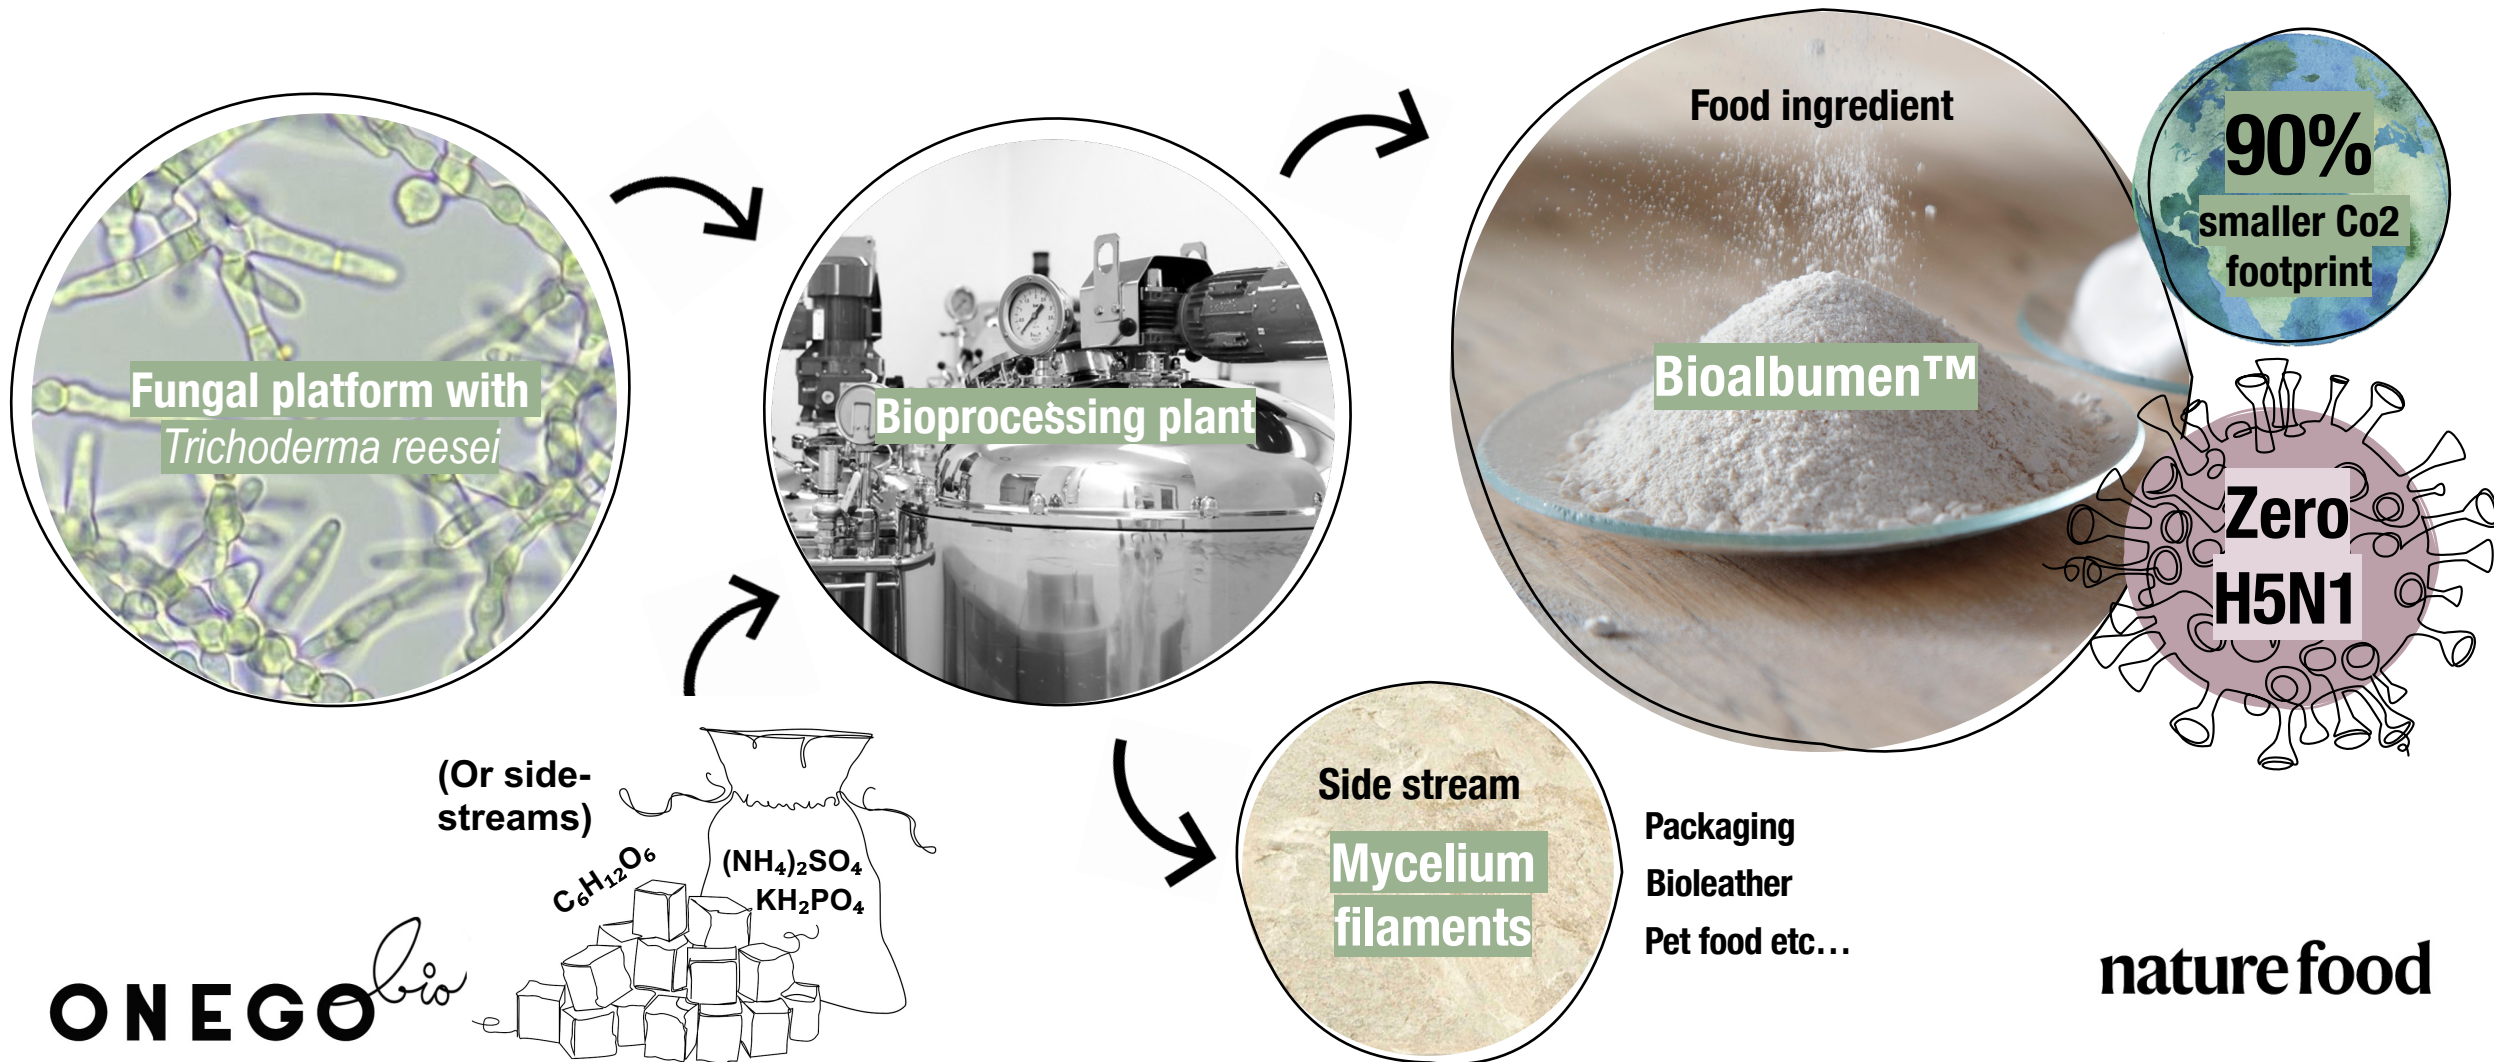 Fungal platform with
Trichoderma reesei
Bioprocessing plant
Food ingredient
Bioalbumen™
90%
smaller Co2
footprint
Zero
H5N1
(Or side-
streams)
C₆H₁₂O₆
(NH₄)₂SO₄
KH₂PO₄
Side stream
Mycelium
filaments
Packaging
Bioleather
Pet food etc…
ONEGO bio
nature food